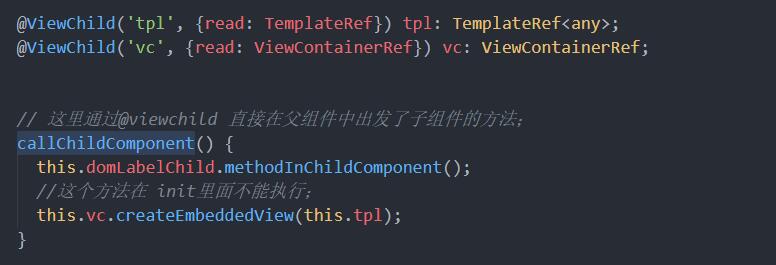 @ViewChild('tpl', {read: TemplateRef}) tpl: TemplateRef<any>;
@ViewChild('vc', {read: ViewContainerRef}) vc: ViewContainerRef;
// 这里通过@viewchild 直接在父组件中出发了子组件的方法;
callChildComponent() {
this.domLabelChild.methodInChildComponent();
//这个方法在 init里面不能执行;
this.vc.createEmbeddedView(this.tpl);
}